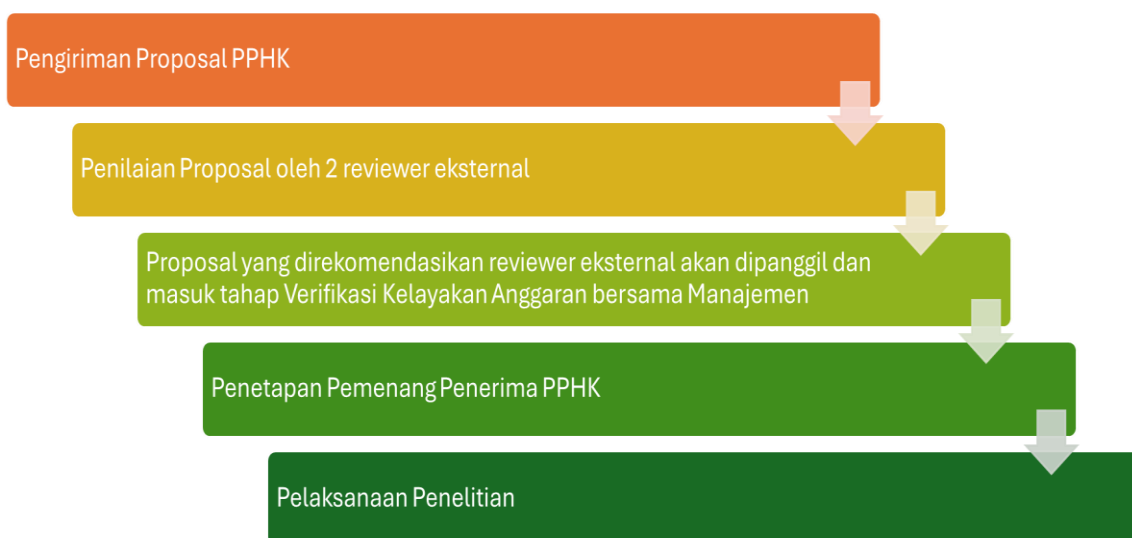 Pengiriman Proposal PPHK
Penilaian Proposal oleh 2 reviewer eksternal
Proposal yang direkomendasikan reviewer eksternal akan dipanggil dan
masuk tahap Verifikasi Kelayakan Anggaran bersama Manajemen
Penetapan Pemenang Penerima PPHK
Pelaksanaan Penelitian